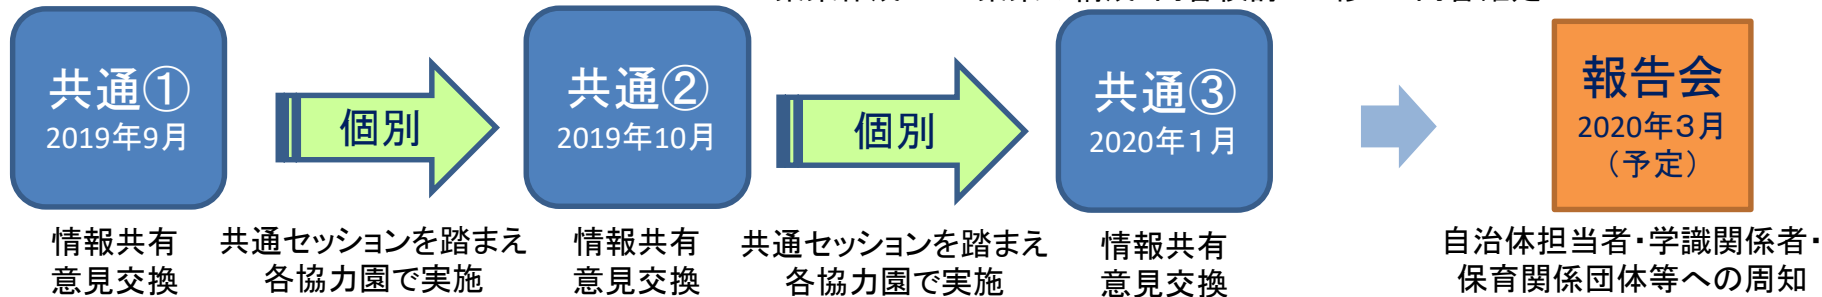 共通①
2019年9月
個別
共通②
2019年10月
個別
共通③
2020年１月
報告会
2020年３月
（予定）
情報共有
意見交換
共通セッションを踏まえ
各協力園で実施
情報共有
意見交換
共通セッションを踏まえ
各協力園で実施
情報共有
意見交換
自治体担当者・学識関係者・
保育関係団体等への周知